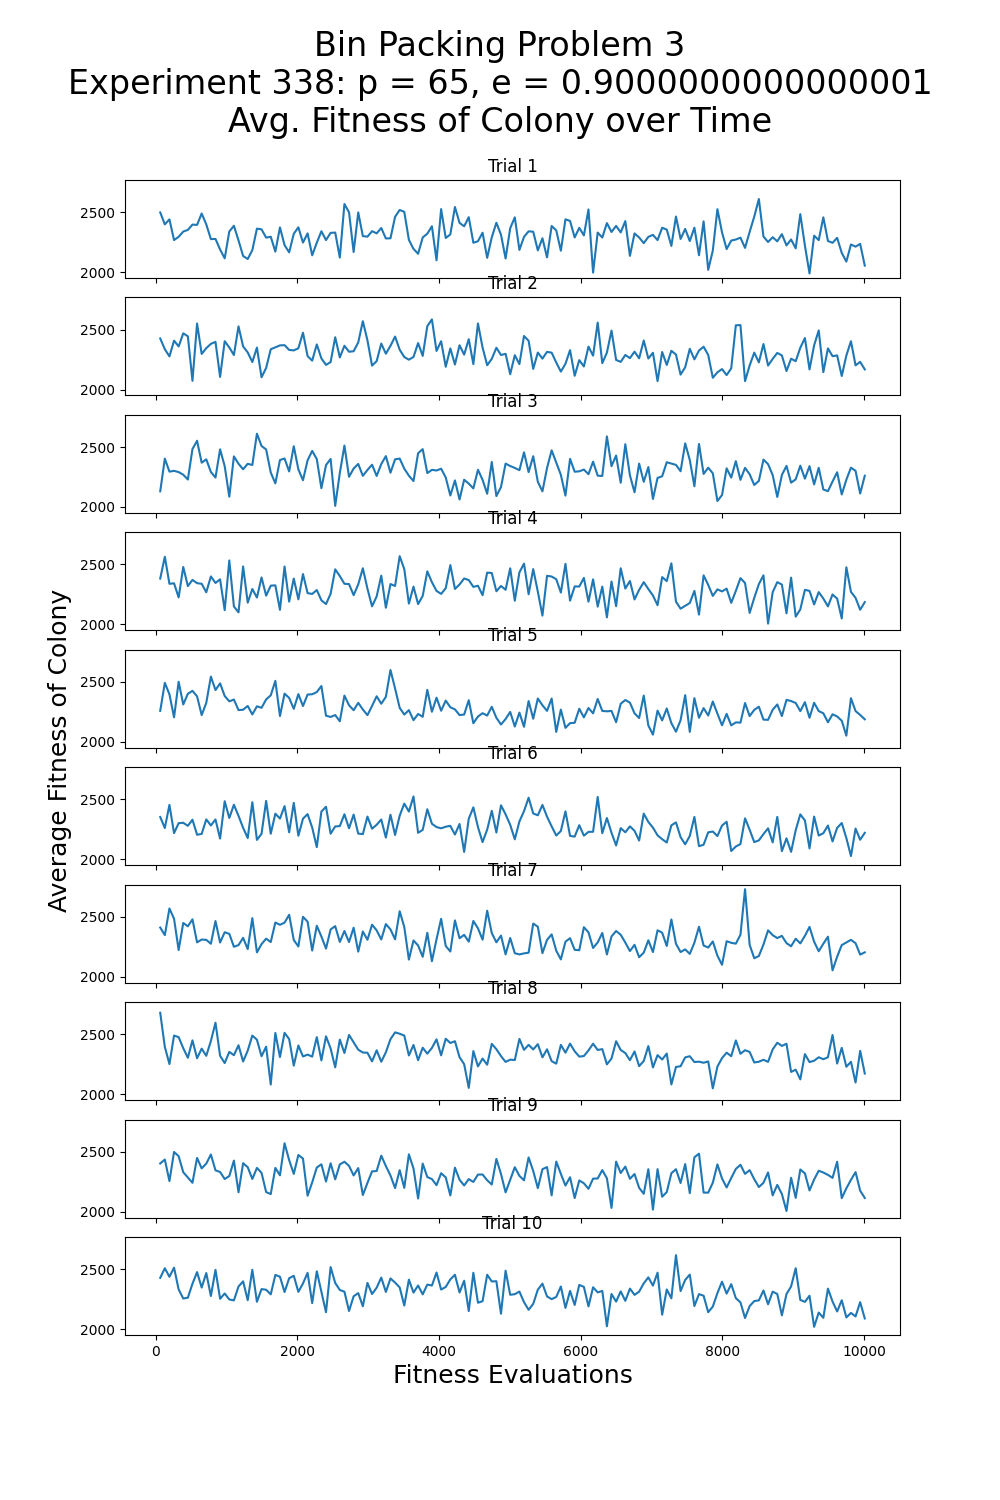 Bin Packing Problem 3
Experiment 338: p = 65, e = 0.9000000000000001
Avg. Fitness of Colony over Time
Trial 1
2500
2000
Trial 2
2500
2000
Trial 3
2500
2000
Trial 4
2500
2000
Trial 5
2500
2000
Trial 6
2500
2000
Trial 7
2500
2000
Trial 8
2500
2000
Trial 9
2500
2000
Trial 10
2500
2000
0 2000 4000 6000 8000 10000
Fitness Evaluations
Average Fitness of Colony